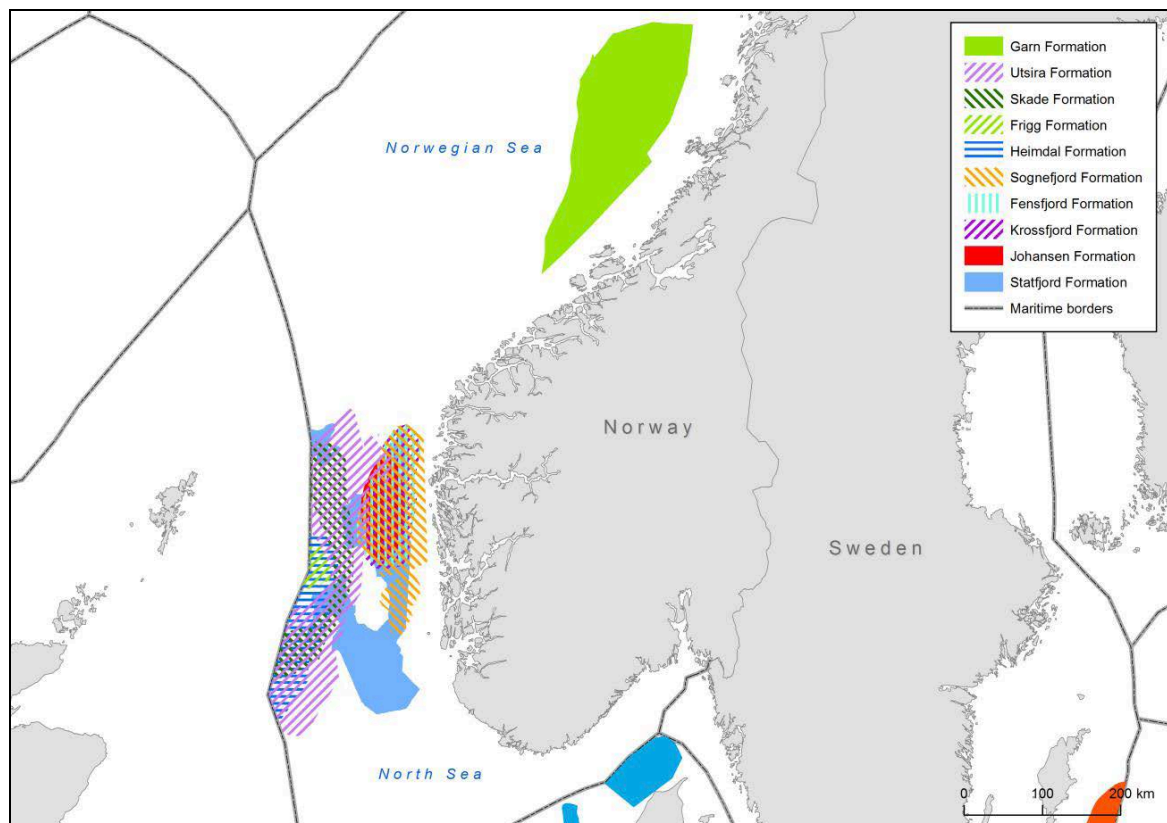 Garn Formation
Utsira Formation
Skade Formation
Frigg Formation
Heimdal Formation
Sognefjord Formation
Fensfjord Formation
Krossfjord Formation
Johansen Formation
Statfjord Formation
Maritime borders
Norwegian Sea
Norway
Sweden
North Sea
0 100 200 km